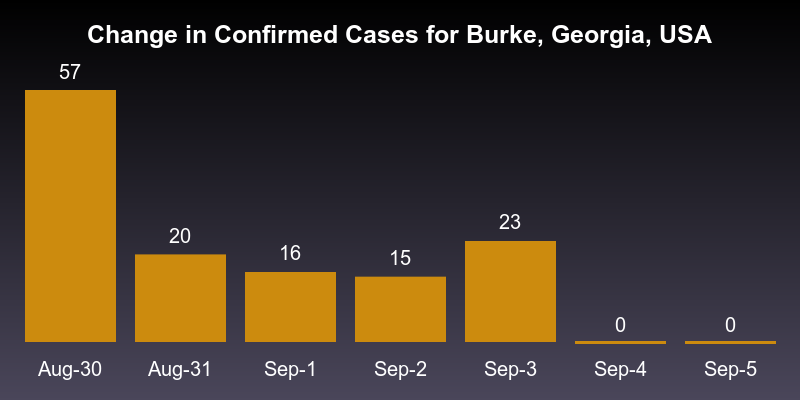 Change in Confirmed Cases for Burke, Georgia, USA
57
20
16
15
23
0
0
Aug-30
Aug-31
Sep-1
Sep-2
Sep-3
Sep-4
Sep-5